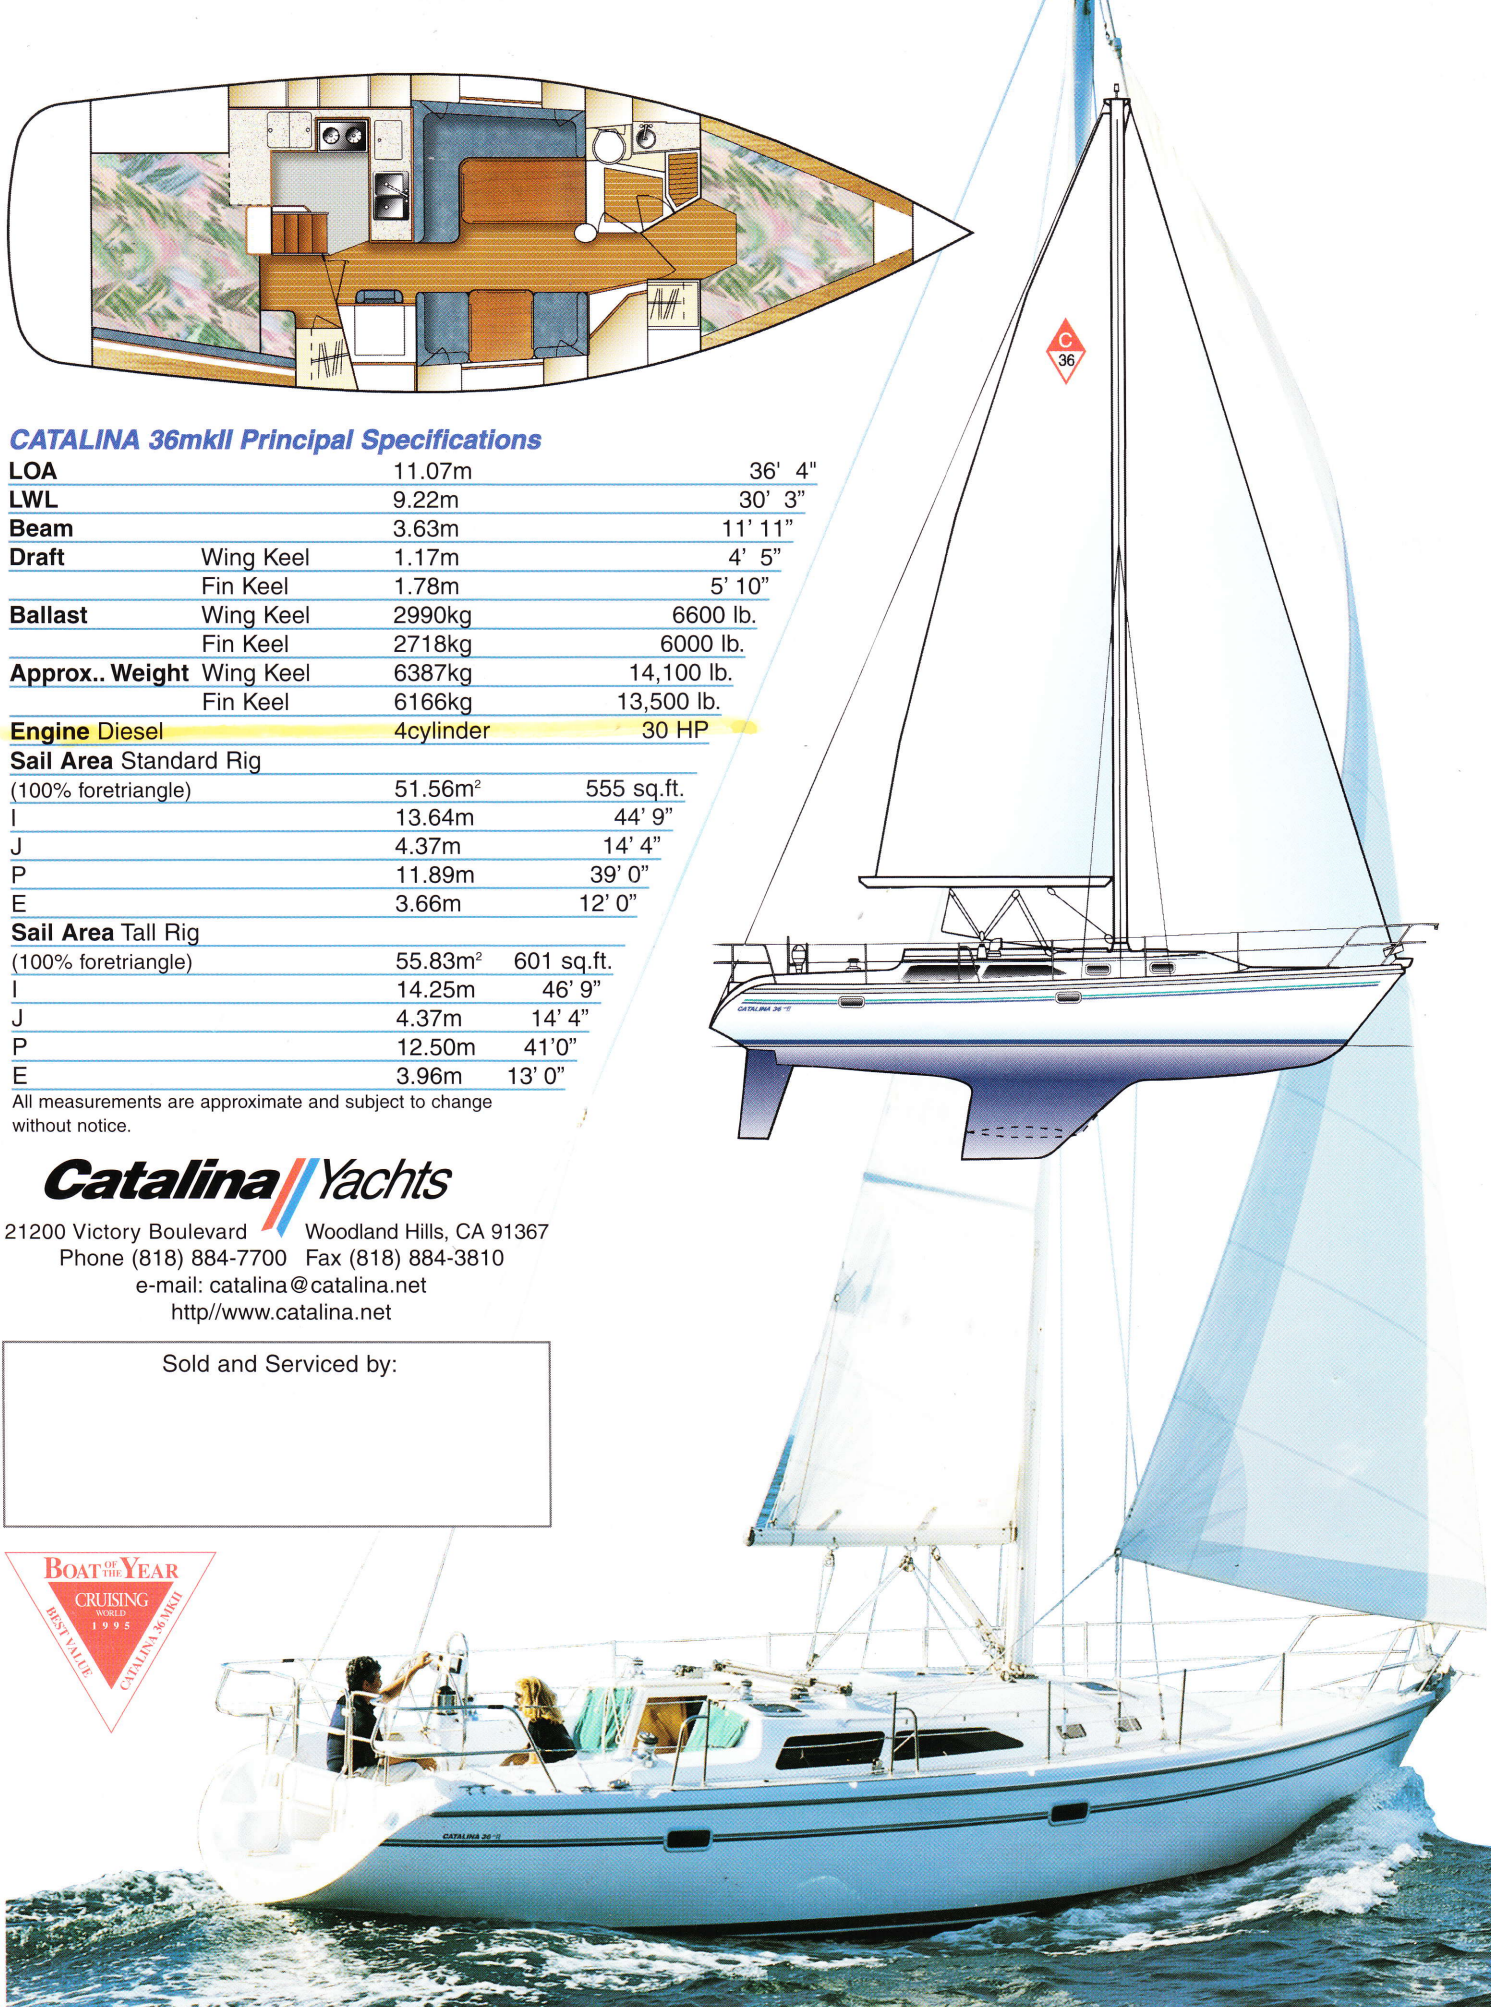 C
36
CATALINA 36mkII Principal Specifications
LOA 11.07m 36' 4"
LWL 9.22m 30' 3”
Beam 3.63m 11' 11”
Draft Wing Keel 1.17m 4' 5”
Fin Keel 1.78m 5' 10”
Ballast Wing Keel 2990kg 6600 lb.
Fin Keel 2718kg 6000 lb.
Approx.. Weight Wing Keel 6387kg 14,100 lb.
Fin Keel 6166kg 13,500 lb.
Engine Diesel 4cylinder 30 HP
Sail Area Standard Rig
(100% foretriangle) 51.56m² 555 sq.ft.
I 13.64m 44' 9”
J 4.37m 14' 4”
P 11.89m 39' 0”
E 3.66m 12' 0”
Sail Area Tall Rig
(100% foretriangle) 55.83m² 601 sq.ft.
I 14.25m 46' 9”
J 4.37m 14' 4”
P 12.50m 41'0”
E 3.96m 13' 0”
All measurements are approximate and subject to change
without notice.
CATALINA 36 MKII
Catalina Yachts
21200 Victory Boulevard Woodland Hills, CA 91367
Phone (818) 884-7700 Fax (818) 884-3810
e-mail: catalina@catalina.net
http//www.catalina.net
Sold and Serviced by:
BOAT OF THE YEAR
CRUISING
WORLD
1995
BEST VALUE
CATALINA 36 MKII
CATALINA 36